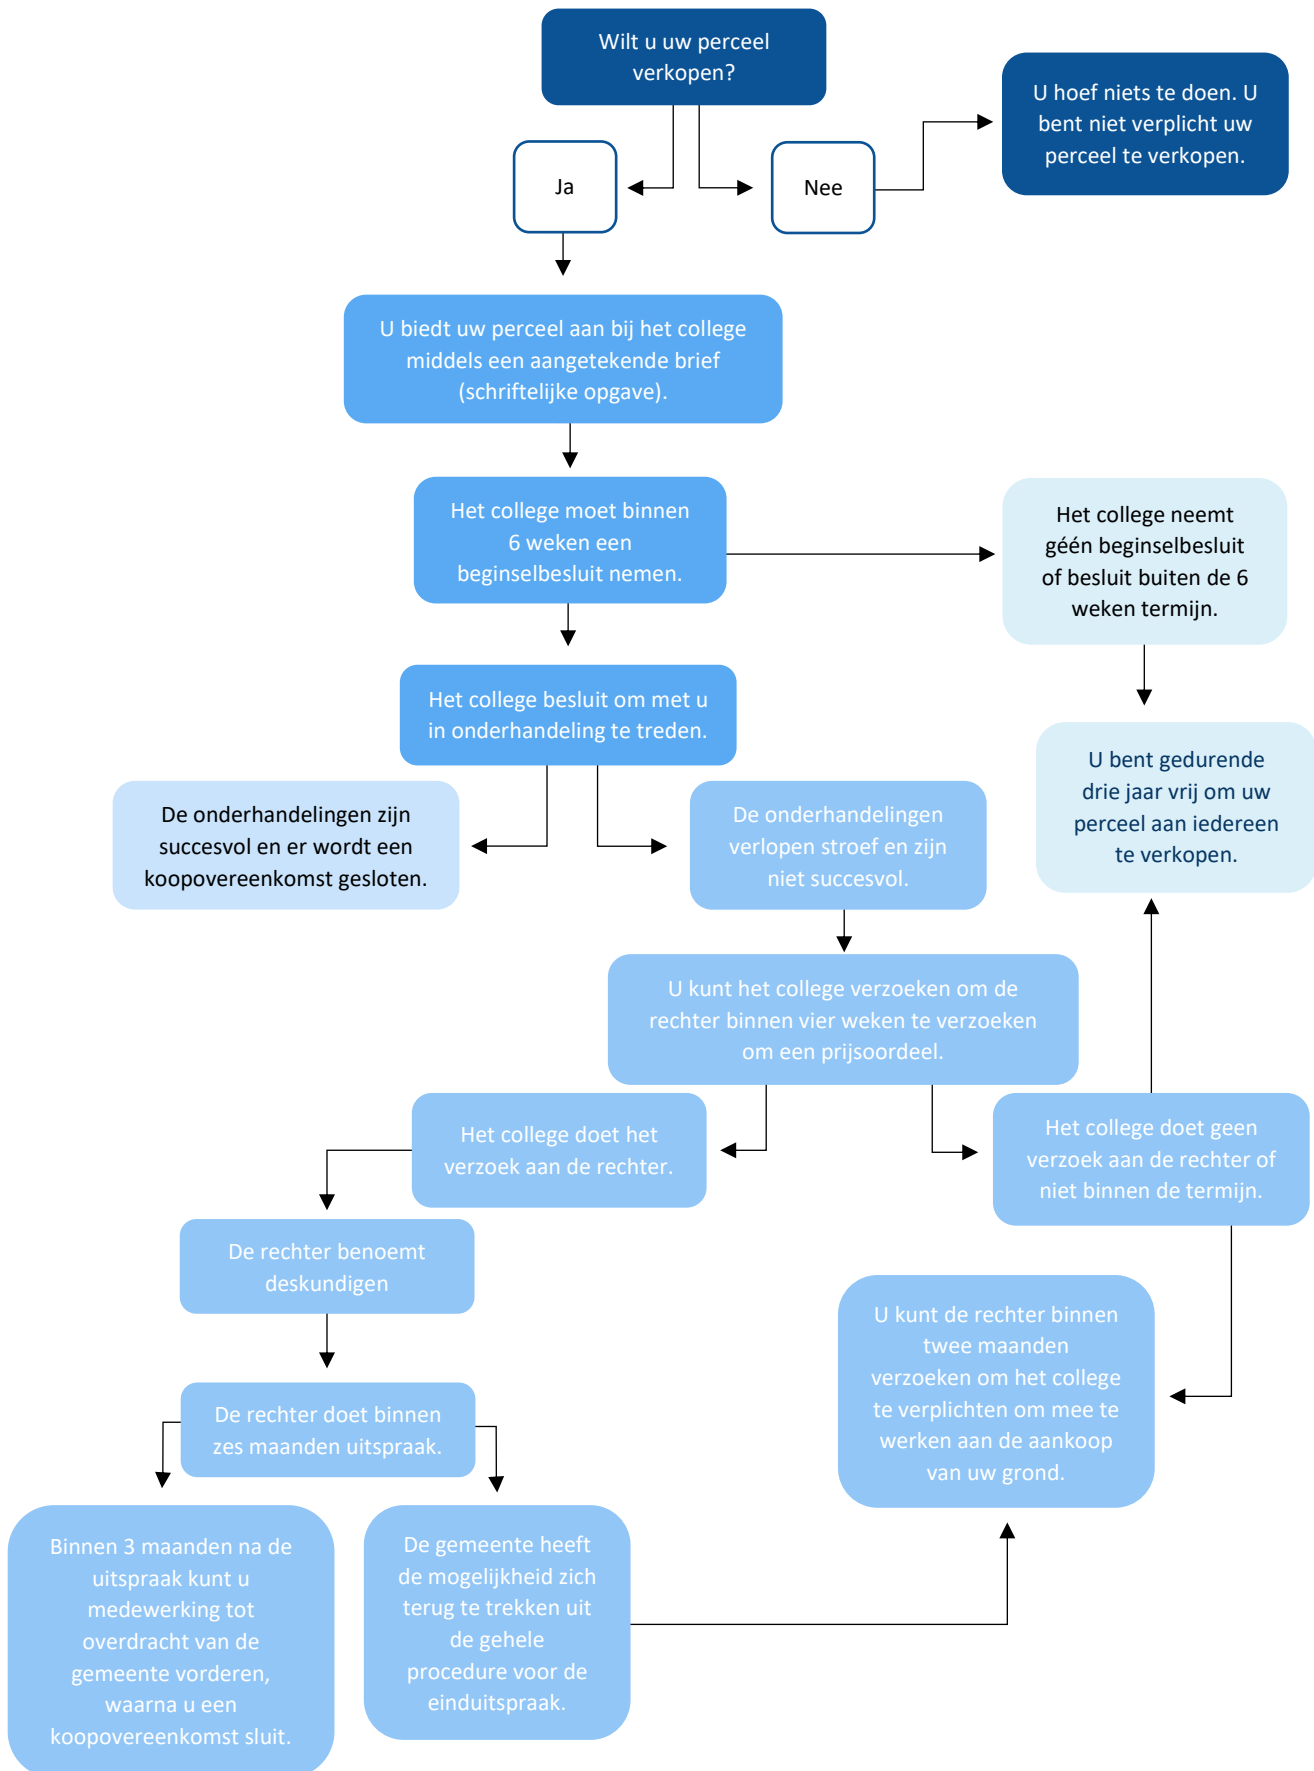 Wilt u uw perceel
verkopen?
U hoef niets te doen. U
bent niet verplicht uw
perceel te verkopen.
Ja
Nee
U biedt uw perceel aan bij het college
middels een aangetekende brief
(schriftelijke opgave).
Het college moet binnen
6 weken een
beginselbesluit nemen.
Het college neemt
géén beginselbesluit
of besluit buiten de 6
weken termijn.
Het college besluit om met u
in onderhandeling te treden.
U bent gedurende
drie jaar vrij om uw
perceel aan iedereen
te verkopen.
De onderhandelingen zijn
succesvol en er wordt een
koopovereenkomst gesloten.
De onderhandelingen
verlopen stroef en zijn
niet succesvol.
U kunt het college verzoeken om de
rechter binnen vier weken te verzoeken
om een prijsoordeel.
Het college doet het
verzoek aan de rechter.
Het college doet geen
verzoek aan de rechter of
niet binnen de termijn.
De rechter benoemt
deskundigen
U kunt de rechter binnen
twee maanden
verzoeken om het college
te verplichten om mee te
werken aan de aankoop
van uw grond.
De rechter doet binnen
zes maanden uitspraak.
Binnen 3 maanden na de
uitspraak kunt u
medewerking tot
overdracht van de
gemeente vorderen,
waarna u een
koopovereenkomst sluit.
De gemeente heeft
de mogelijkheid zich
terug te trekken uit
de gehele
procedure voor de
einduitspraak.